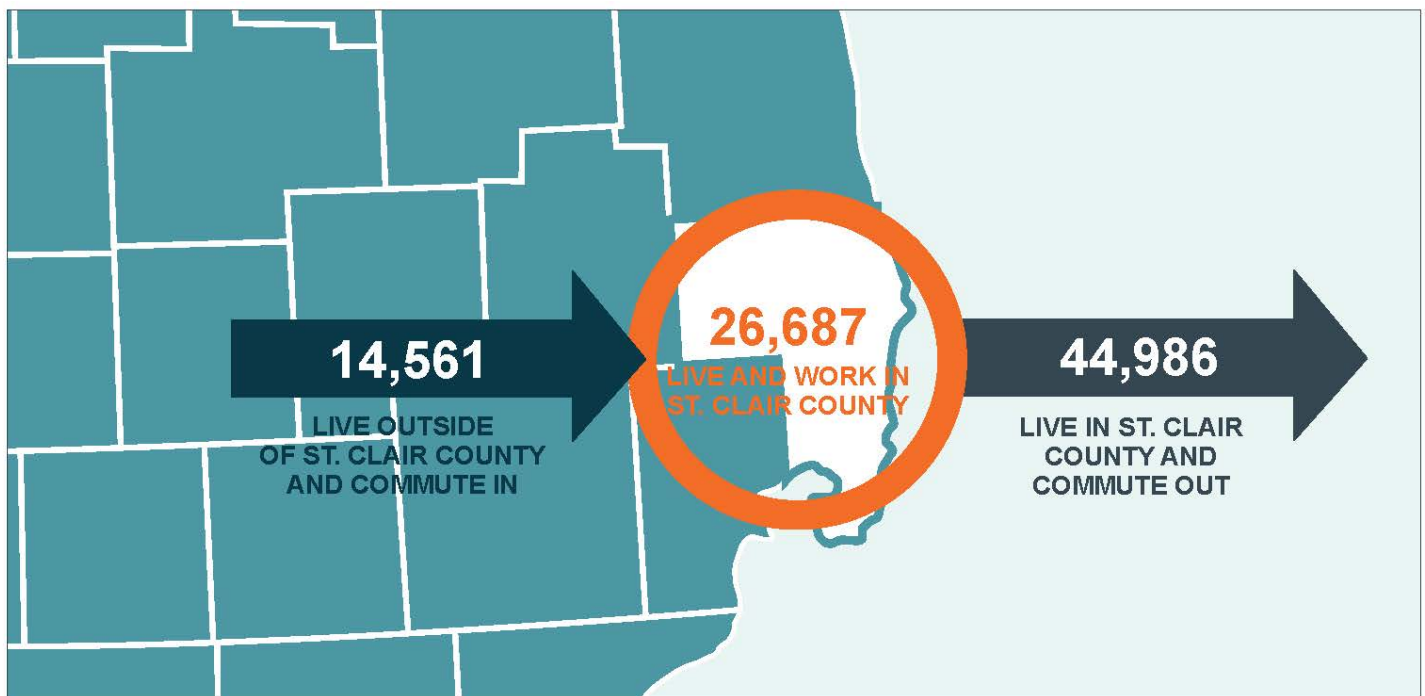 14,561
LIVE OUTSIDE
OF ST. CLAIR COUNTY
AND COMMUTE IN
26,687
LIVE AND WORK IN
ST. CLAIR COUNTY
44,986
LIVE IN ST. CLAIR
COUNTY AND
COMMUTE OUT